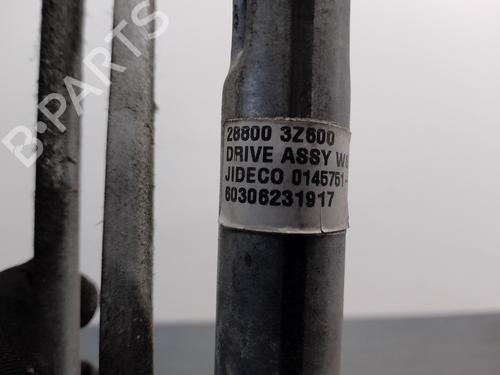 B-PARTS
28800 3Z600
DRIVE ASSY
JIDECO 0145751-
60306231917